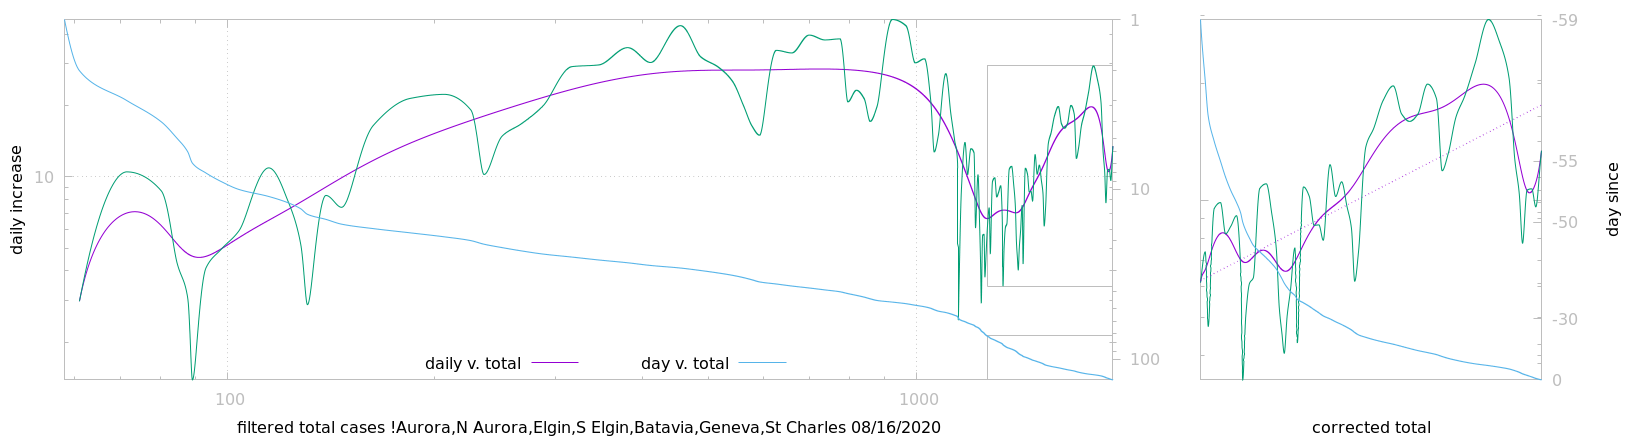 1
-59
daily increase
10
10
100
-55
-50
-30
0
day since
daily v. total
day v. total
100
1000
filtered total cases !Aurora,N Aurora,Elgin,S Elgin,Batavia,Geneva,St Charles 08/16/2020
corrected total